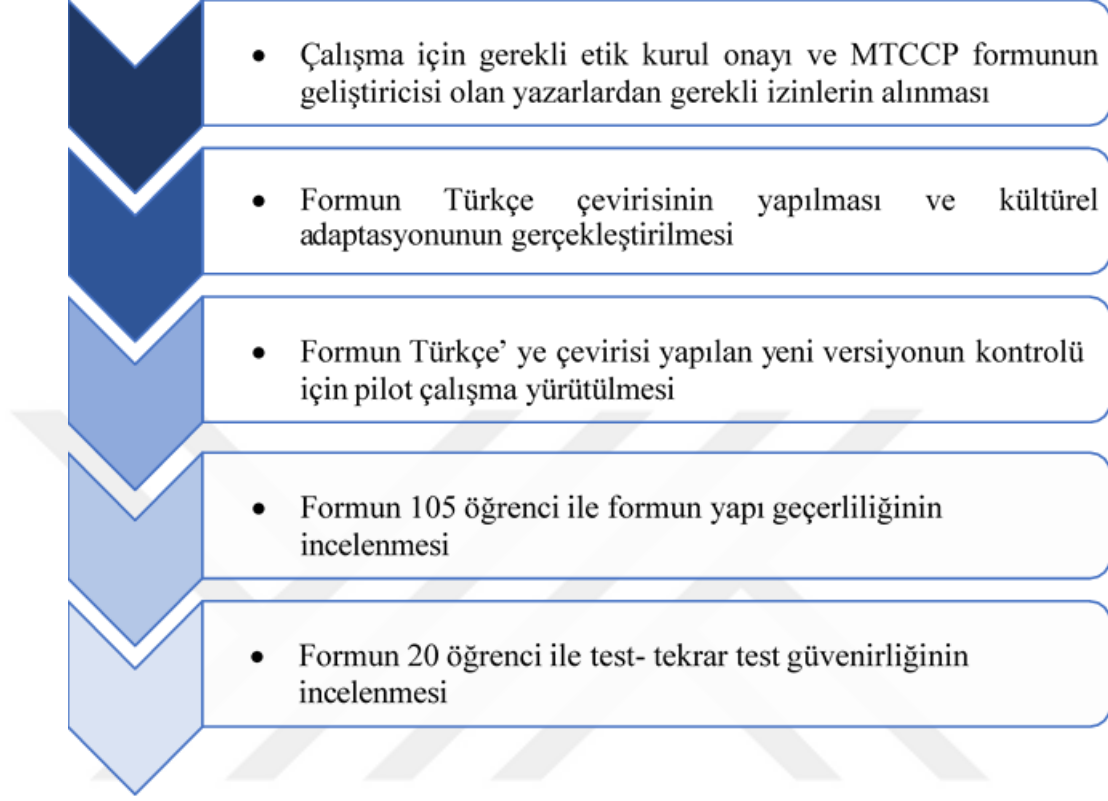 • Çalışma için gerekli etik kurul onayı ve MTCCP formunun
geliştiricisi olan yazarlardan gerekli izinlerin alınması
• Formun Türkçe çevirisinin yapılması ve kültürel
adaptasyonunun gerçekleştirilmesi
• Formun Türkçe’ ye çevirisi yapılan yeni versiyonun kontrolü
için pilot çalışma yürütülmesi
• Formun 105 öğrenci ile formun yapı geçerliliğinin
incelenmesi
• Formun 20 öğrenci ile test- tekrar test güvenirliğinin
incelenmesi